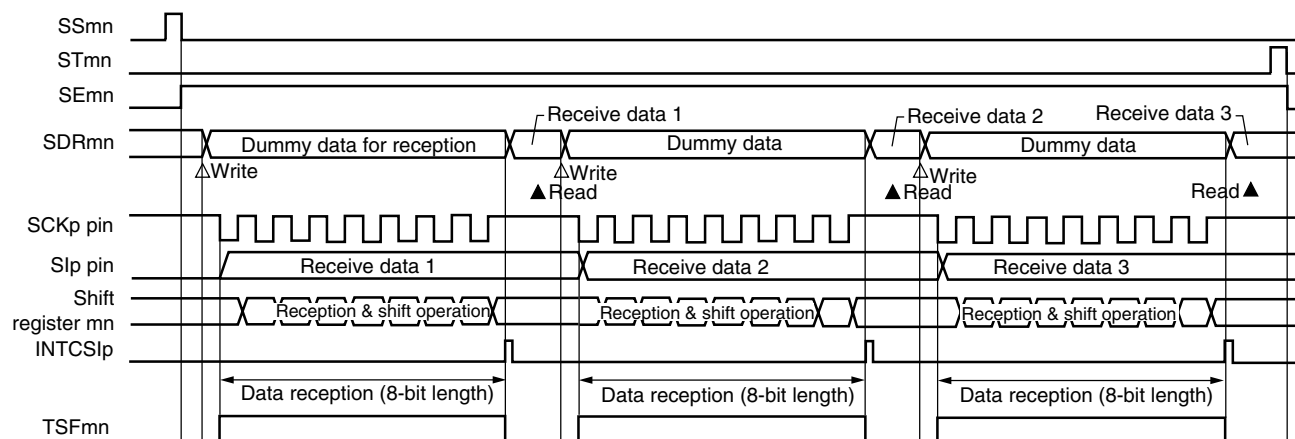 SSmn
STmn
SEmn
Receive data 1
Receive data 2
Receive data 3
SDRmn
Dummy data for reception
Dummy data
Dummy data
△Write
△Write
△Write
▲Read
▲Read
Read▲
SCKp pin
SIp pin
Receive data 1
Receive data 2
Receive data 3
Shift
register mn
Reception & shift operation
Reception & shift operation
Reception & shift operation
INTCSIp
Data reception (8-bit length)
Data reception (8-bit length)
Data reception (8-bit length)
TSFmn